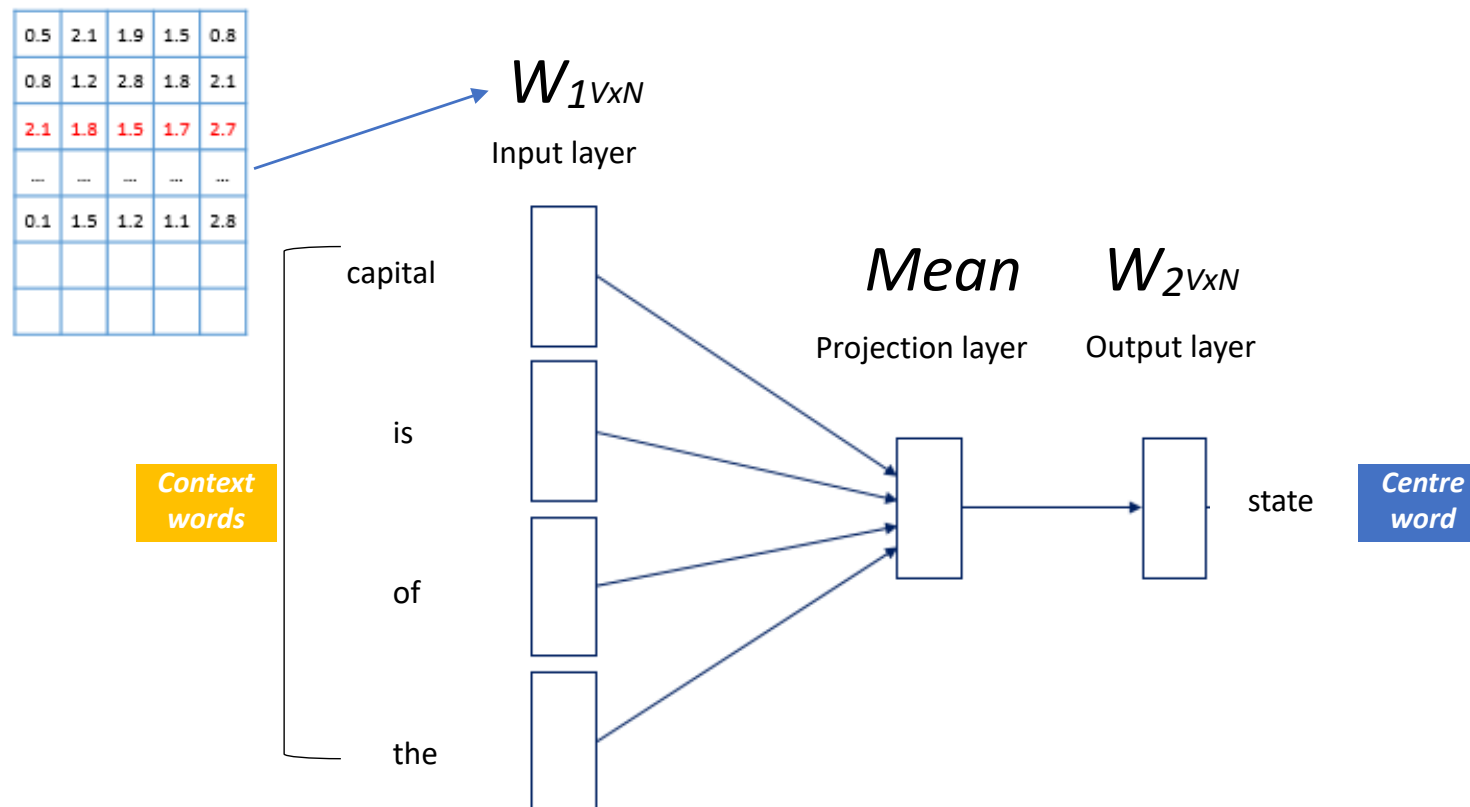 0.5 2.1 1.9 1.5 0.8
0.8 1.2 2.8 1.8 2.1
2.1 1.8 1.5 1.7 2.7
... ... ... ... ...
0.1 1.5 1.2 1.1 2.8
W1VxN
Input layer
capital
is
of
the
Context
words
Mean
Projection layer
W2VxN
Output layer
state
Centre
word